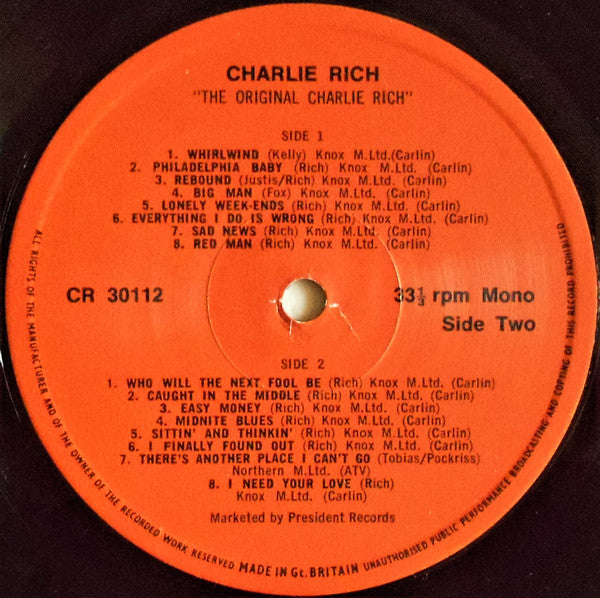 CHARLIE RICH
"THE ORIGINAL CHARLIE RICH"
SIDE 1
1. WHIRLWIND (Kelly) Knox M.Ltd.(Carlin)
2. PHILADELPHIA BABY (Rich) Knox M.Ltd. (Carlin)
3. REBOUND (Justis/Rich) Knox M.Ltd. (Carlin)
4. BIG MAN (Fox) Knox M.Ltd. (Carlin)
5. LONELY WEEK-ENDS (Rich) Knox M.Ltd. (Carlin)
6. EVERYTHING I DO IS WRONG (Rich) Knox M.Ltd. (Carlin)
7. SAD NEWS (Rich) Knox M.Ltd. (Carlin)
8. RED MAN (Rich) Knox M.Ltd. (Carlin)
CR 30112
33⅓ rpm Mono
Side Two
SIDE 2
1. WHO WILL THE NEXT FOOL BE (Rich) Knox M.Ltd. (Carlin)
2. CAUGHT IN THE MIDDLE (Rich) Knox M.Ltd. (Carlin)
3. EASY MONEY (Rich) Knox M.Ltd. (Carlin)
4. MIDNITE BLUES (Rich) Knox M.Ltd. (Carlin)
5. SITTIN' AND THINKIN' (Rich) Knox M.Ltd. (Carlin)
6. I FINALLY FOUND OUT (Rich) Knox M.Ltd. (Carlin)
7. THERE'S ANOTHER PLACE I CAN'T GO (Tobias/Pockriss)
Northern M.Ltd. (ATV)
8. I NEED YOUR LOVE (Rich)
Knox M.Ltd. (Carlin)
Marketed by President Records
ALL RIGHTS OF THE MANUFACTURER AND OF THE OWNER OF THE RECORDED WORK RESERVED MADE IN Gt. BRITAIN UNAUTHORISED PUBLIC PERFORMANCE BROADCASTING AND COPYING OF THIS RECORD PROHIBITED